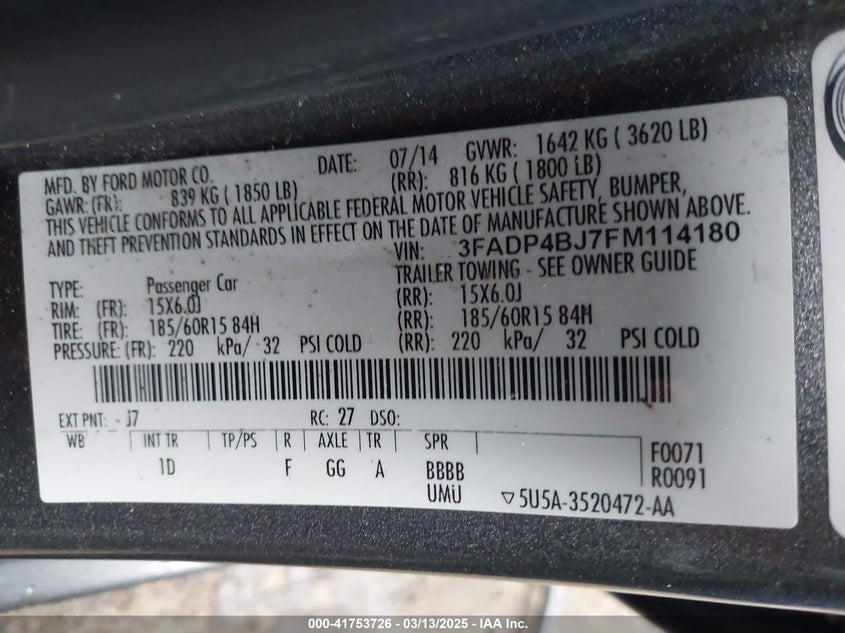 MFD. BY FORD MOTOR CO.
DATE: 07/14 GVWR: 1642 KG ( 3620 LB)
GAWR: (FR): 839 KG ( 1850 LB) (RR): 816 KG ( 1800 LB)
THIS VEHICLE CONFORMS TO ALL APPLICABLE FEDERAL MOTOR VEHICLE SAFETY, BUMPER,
AND THEFT PREVENTION STANDARDS IN EFFECT ON THE DATE OF MANUFACTURE SHOWN ABOVE.
VIN: 3FADP4BJ7FM114180
TYPE: Passenger Car TRAILER TOWING - SEE OWNER GUIDE
RIM: (FR): 15X6.0J (RR): 15X6.0J
TIRE: (FR): 185/60R15 84H (RR): 185/60R15 84H
PRESSURE: (FR): 220 kPa/ 32 PSI COLD (RR): 220 kPa/ 32 PSI COLD
EXT PNT: - J7 RC: 27 DSO:
WB INT TR TP/PS R AXLE TR SPR F0071
1D F GG A BBBB R0091
UMU ▽5U5A-3520472-AA
000-41753726 - 03/13/2025 - IAA Inc.